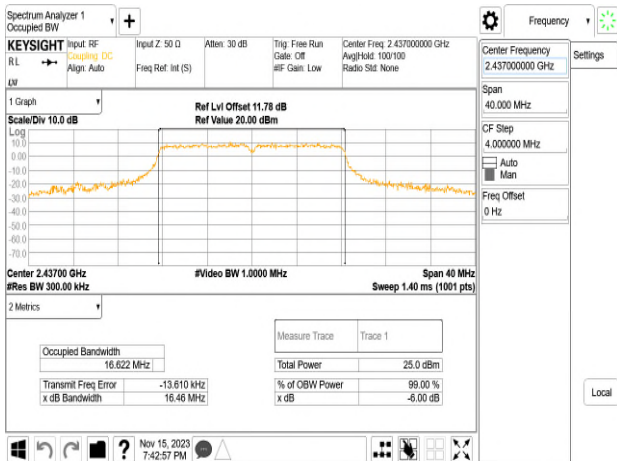 Spectrum Analyzer 1
Occupied BW
+
Frequency
KEYSIGHT
RL
Input: RF
Coupling: DC
Align: Auto
Input Z: 50 Ω
Freq Ref: Int (S)
Atten: 30 dB
Trig: Free Run
Gate: Off
#IF Gain: Low
Center Freq: 2.437000000 GHz
Avg|Hold: 100/100
Radio Std: None
Center Frequency
2.437000000 GHz
Settings
Span
40.000 MHz
CF Step
4.000000 MHz
Auto
Man
Freq Offset
0 Hz
Local
1 Graph
Scale/Div 10.0 dB
Ref Lvl Offset 11.78 dB
Ref Value 20.00 dBm
Log
10.0
0.00
-10.0
-20.0
-30.0
-40.0
-50.0
-60.0
-70.0
Center 2.43700 GHz
#Video BW 1.0000 MHz
Span 40 MHz
#Res BW 300.00 kHz
Sweep 1.40 ms (1001 pts)
2 Metrics
Measure Trace Trace 1
Occupied Bandwidth
16.622 MHz
Total Power 25.0 dBm
Transmit Freq Error -13.610 kHz
% of OBW Power 99.00 %
x dB Bandwidth 16.46 MHz
x dB -6.00 dB
?
Nov 15, 2023
7:42:57 PM